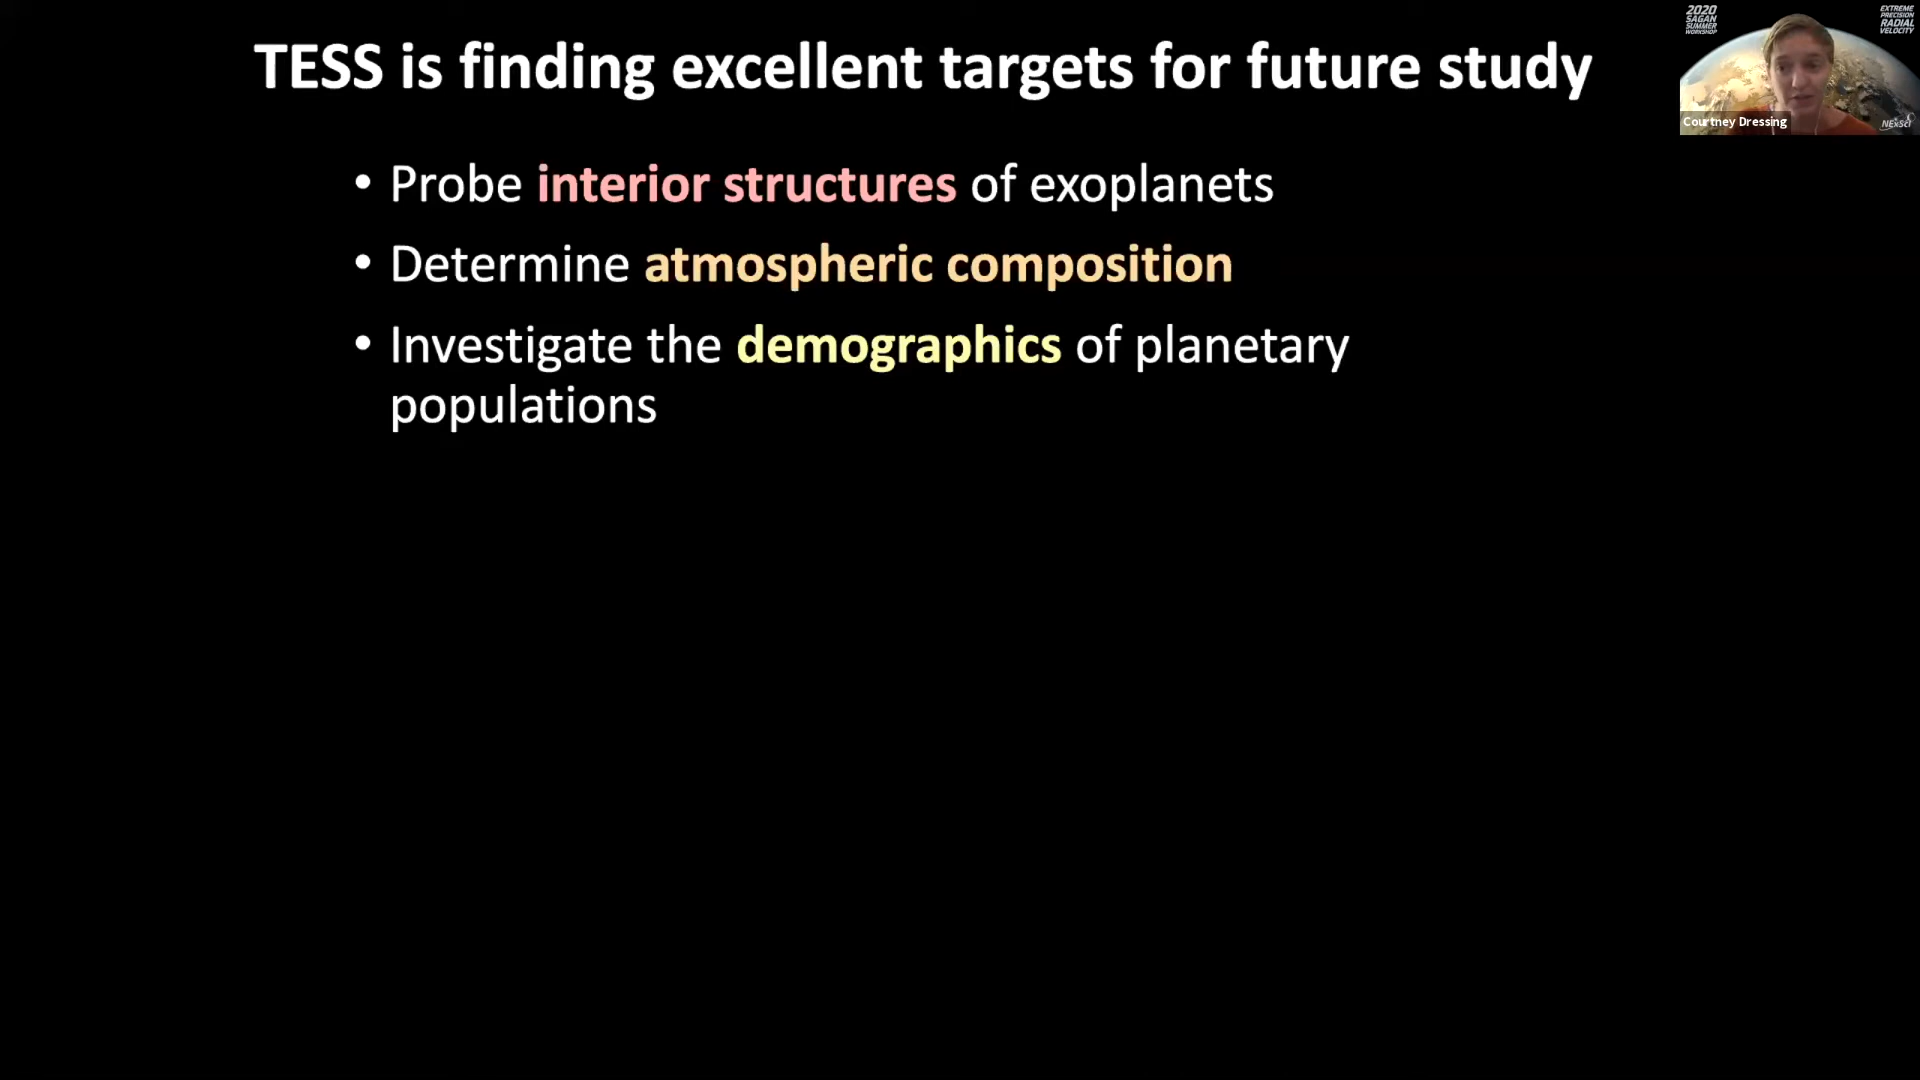 TESS is finding excellent targets for future study
• Probe interior structures of exoplanets
• Determine atmospheric composition
• Investigate the demographics of planetary
populations
2020
SAGAN
SUMMER
WORKSHOP
EXTREME
PRECISION
RADIAL
VELOCITY
Courtney Dressing
NExScI